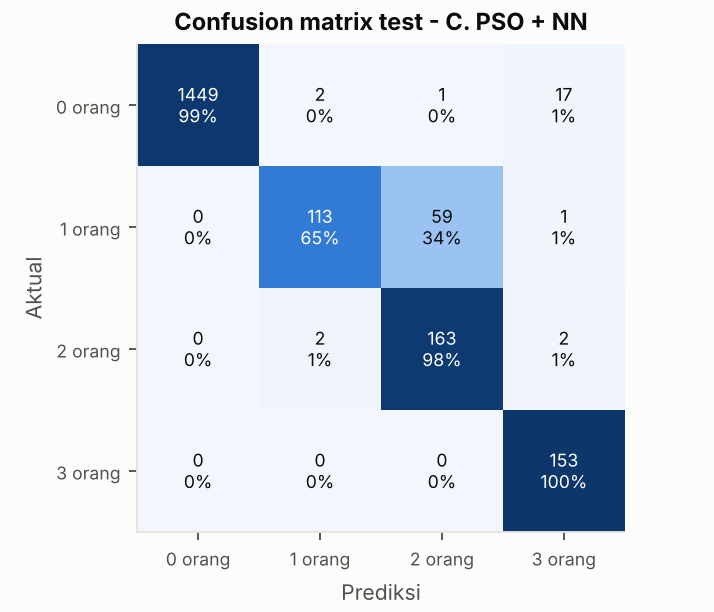 Confusion matrix test - C. PSO + NN
Aktual
0 orang
1449 2 1 17
99% 0% 0% 1%
1 orang
0 113 59 1
0% 65% 34% 1%
2 orang
0 2 163 2
0% 1% 98% 1%
3 orang
0 0 0 153
0% 0% 0% 100%
0 orang 1 orang 2 orang 3 orang
Prediksi